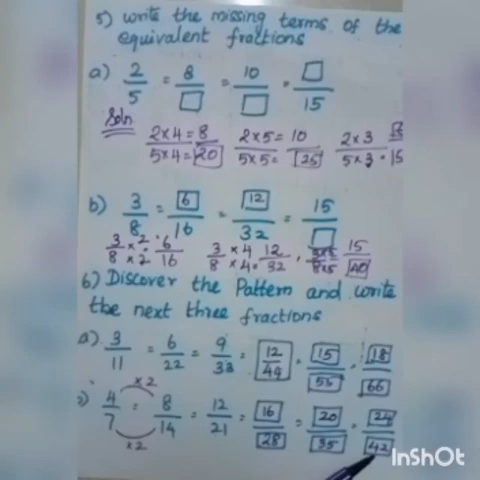 5) Write the missing terms of the
equivalent fractions
a) 2/5 = 8/□ = 10/□ = □/15
Soln
2×4=8/5×4=20 2×5=10/5×5=25 2×3/5×3=15
b) 3/8 = 6/16 = 12/32 = 15/□
3/8 ×2/×2 = 6/16 3/8 ×4/×4 = 12/32, 3×5/8×5 = 15/40
6) Discover the Pattern and write
the next three fractions
a) 3/11 = 6/22 = 9/33 = 12/44 = 15/55 = 18/66
×2
4/7 = 8/14 = 12/21 = 16/28 = 20/35 = 24/42
×2
InShOt